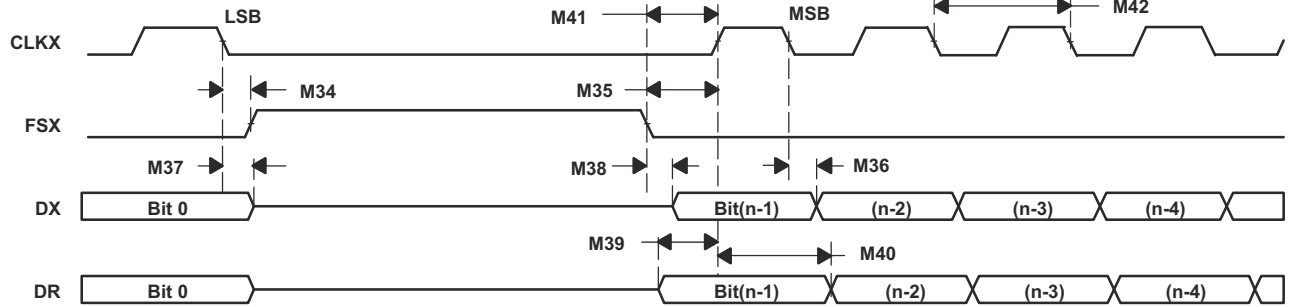 LSB
M41
MSB
M42
CLKX
M34
M35
FSX
M37
M38
M36
DX
Bit 0
Bit(n-1)
(n-2)
(n-3)
(n-4)
M39
M40
DR
Bit 0
Bit(n-1)
(n-2)
(n-3)
(n-4)